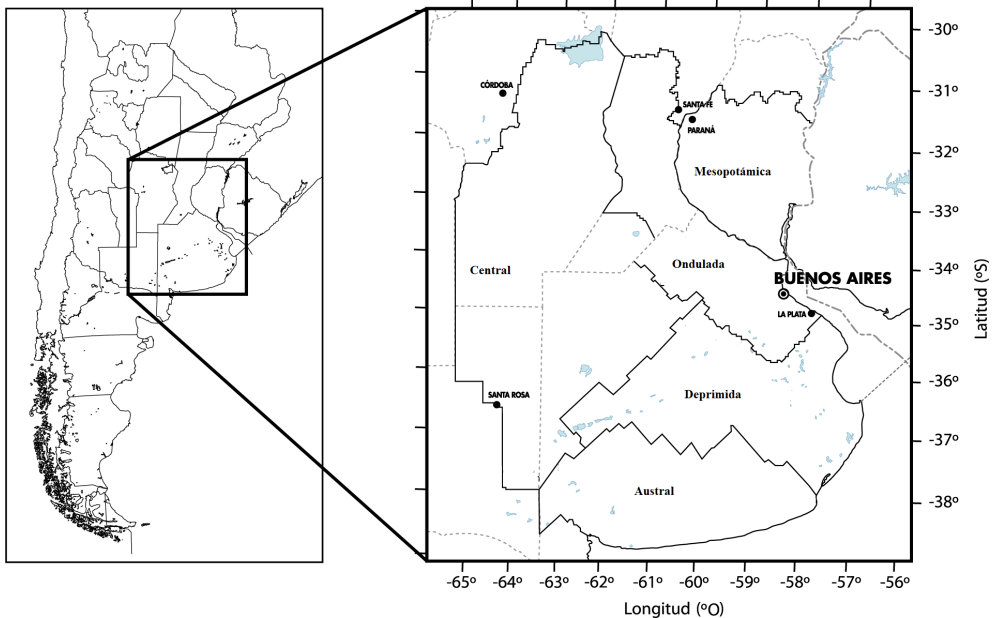 -30º
CÓRDOBA
-31º
SANTA FE
PARANÁ
-32º
Mesopotámica
-33º
Central
Ondulada
-34º
BUENOS AIRES
LA PLATA
-35º
Latitud (ºS)
-36º
SANTA ROSA
Deprimida
-37º
Austral
-38º
-65º -64º -63º -62º -61º -60º -59º -58º -57º -56º
Longitud (ºO)